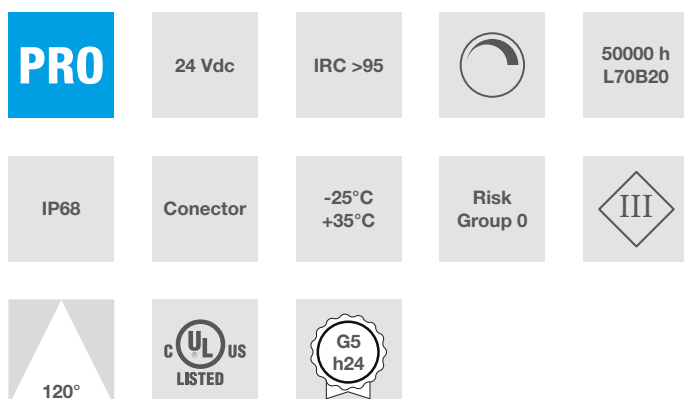 PRO
24 Vdc
IRC >95
50000 h
L70B20
IP68
Conector
-25°C
+35°C
Risk
Group 0
III
120°
C UL US
®
LISTED
G5
h24